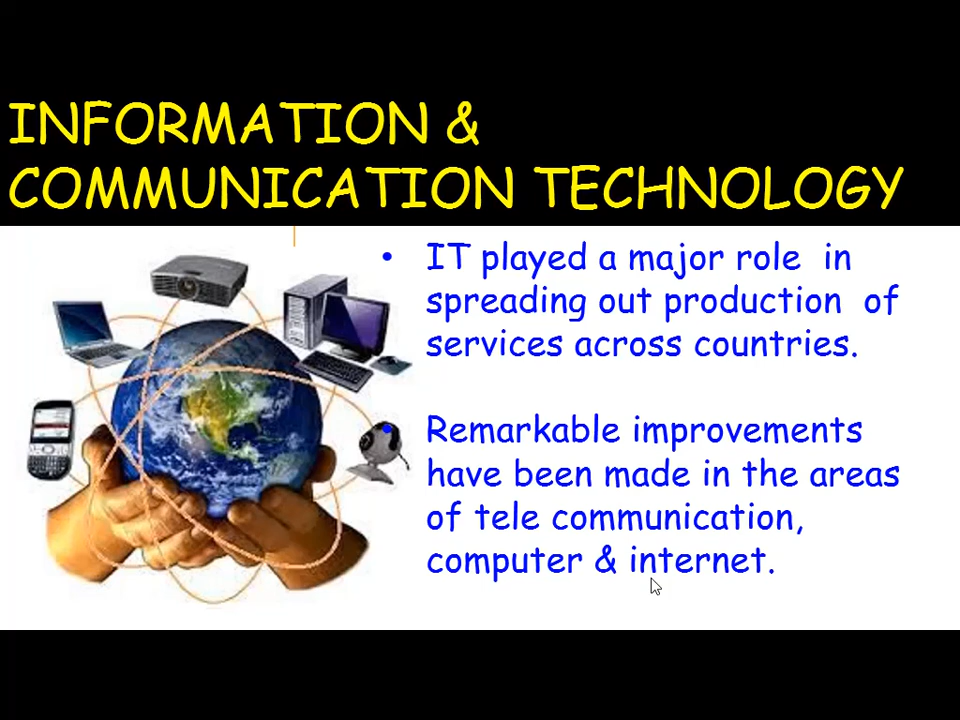 INFORMATION &
COMMUNICATION TECHNOLOGY
• IT played a major role in
spreading out production of
services across countries.
• Remarkable improvements
have been made in the areas
of tele communication,
computer & internet.